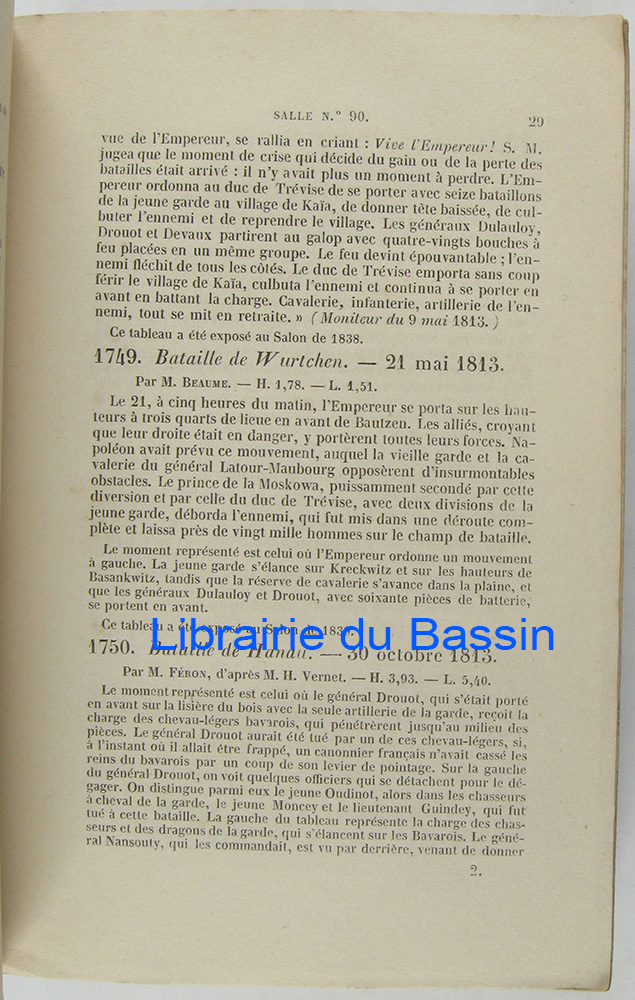 SALLE N.° 90. 29
vue de l'Empereur, se rallia en criant : Vive l'Empereur! S. M.
jugea que le moment de crise qui décide du gain ou de la perte des
batailles était arrivé : il n'y avait plus un moment à perdre. L'Em-
pereur ordonna au duc de Trévise de se porter avec seize bataillons
de la jeune garde au village de Kaïa, de donner tête baissée, de cul-
buter l'ennemi et de reprendre le village. Les généraux Dulauloy,
Drouot et Devaux partirent au galop avec quatre-vingts bouches à
feu placées en un même groupe. Le feu devint épouvantable ; l'en-
nemi fléchit de tous les côtés. Le duc de Trévise emporta sans coup
férir le village de Kaïa, culbuta l'ennemi et continua à se porter en
avant en battant la charge. Cavalerie, infanterie, artillerie de l'en-
nemi, tout se mit en retraite. » (Moniteur du 9 mai 1813.)
Ce tableau a été exposé au Salon de 1838.
1749. Bataille de Wurtchen. — 21 mai 1813.
Par M. BEAUME. — H. 1,78. — L. 1,51.
Le 21, à cinq heures du matin, l'Empereur se porta sur les hau-
teurs à trois quarts de lieue en avant de Bautzen. Les alliés, croyant
que leur droite était en danger, y portèrent toutes leurs forces. Na-
poléon avait prévu ce mouvement, auquel la vieille garde et la ca-
valerie du général Latour-Maubourg opposèrent d'insurmontables
obstacles. Le prince de la Moskowa, puissamment secondé par cette
diversion et par celle du duc de Trévise, avec deux divisions de la
jeune garde, déborda l'ennemi, qui fut mis dans une déroute com-
plète et laissa près de vingt mille hommes sur le champ de bataille.
Le moment représenté est celui où l'Empereur ordonne un mouvement
à gauche. La jeune garde s'élance sur Kreckwitz et sur les hauteurs de
Basankwitz, tandis que la réserve de cavalerie s'avance dans la plaine, et
que les généraux Dulauloy et Drouot, avec soixante pièces de batterie,
se portent en avant.
Ce tableau a été exposé au Salon de 1839.
Librairie du Bassin
1750. Bataille de Hanau. — 30 octobre 1813.
Par M. FÉRON, d'après M. H. Vernet. — H. 3,93. — L. 5,40.
Le moment représenté est celui où le général Drouot, qui s'était porté
en avant sur la lisière du bois avec la seule artillerie de la garde, reçoit la
charge des chevau-légers bavarois, qui pénétrèrent jusqu'au milieu des
pièces. Le général Drouot aurait été tué par un de ces chevau-légers, si,
à l'instant où il allait être frappé, un canonnier français n'avait cassé les
reins du bavarois par un coup de son levier de pointage. Sur la gauche
du général Drouot, on voit quelques officiers qui se détachent pour le dé-
gager. On distingue parmi eux le jeune Oudinot, alors dans les chasseurs
à cheval de la garde, le jeune Moncey et le lieutenant Guindey, qui fut
tué à cette bataille. La gauche du tableau représente la charge des chas-
seurs et des dragons de la garde, qui s'élancent sur les Bavarois. Le géné-
ral Nansouty, qui les commandait, est vu par derrière, venant de donner
2.